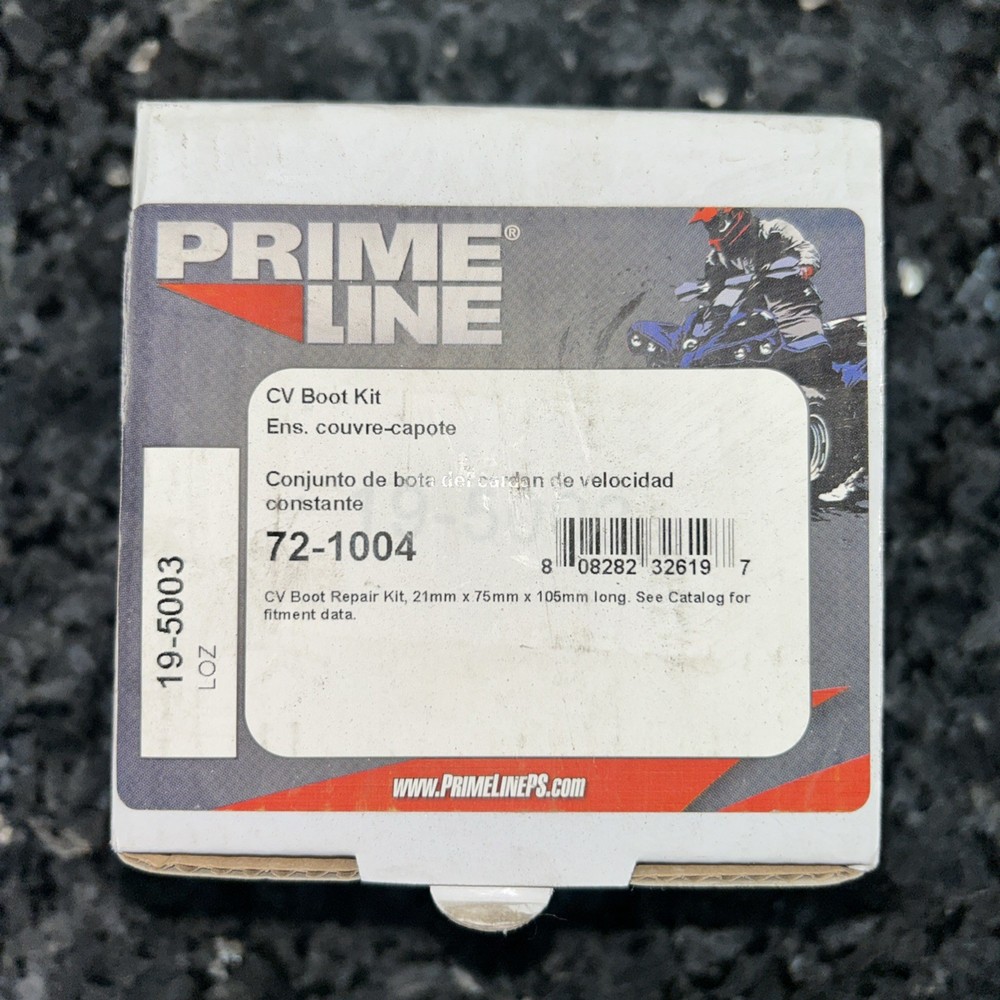 PRIME®
LINE
CV Boot Kit
Ens. couvre-capote
Conjunto de bota del cardan de velocidad
constante
72-1004
8 08282 32619 7
CV Boot Repair Kit, 21mm x 75mm x 105mm long. See Catalog for
fitment data.
19-5003
LOZ
www.PRIMELINEPS.com